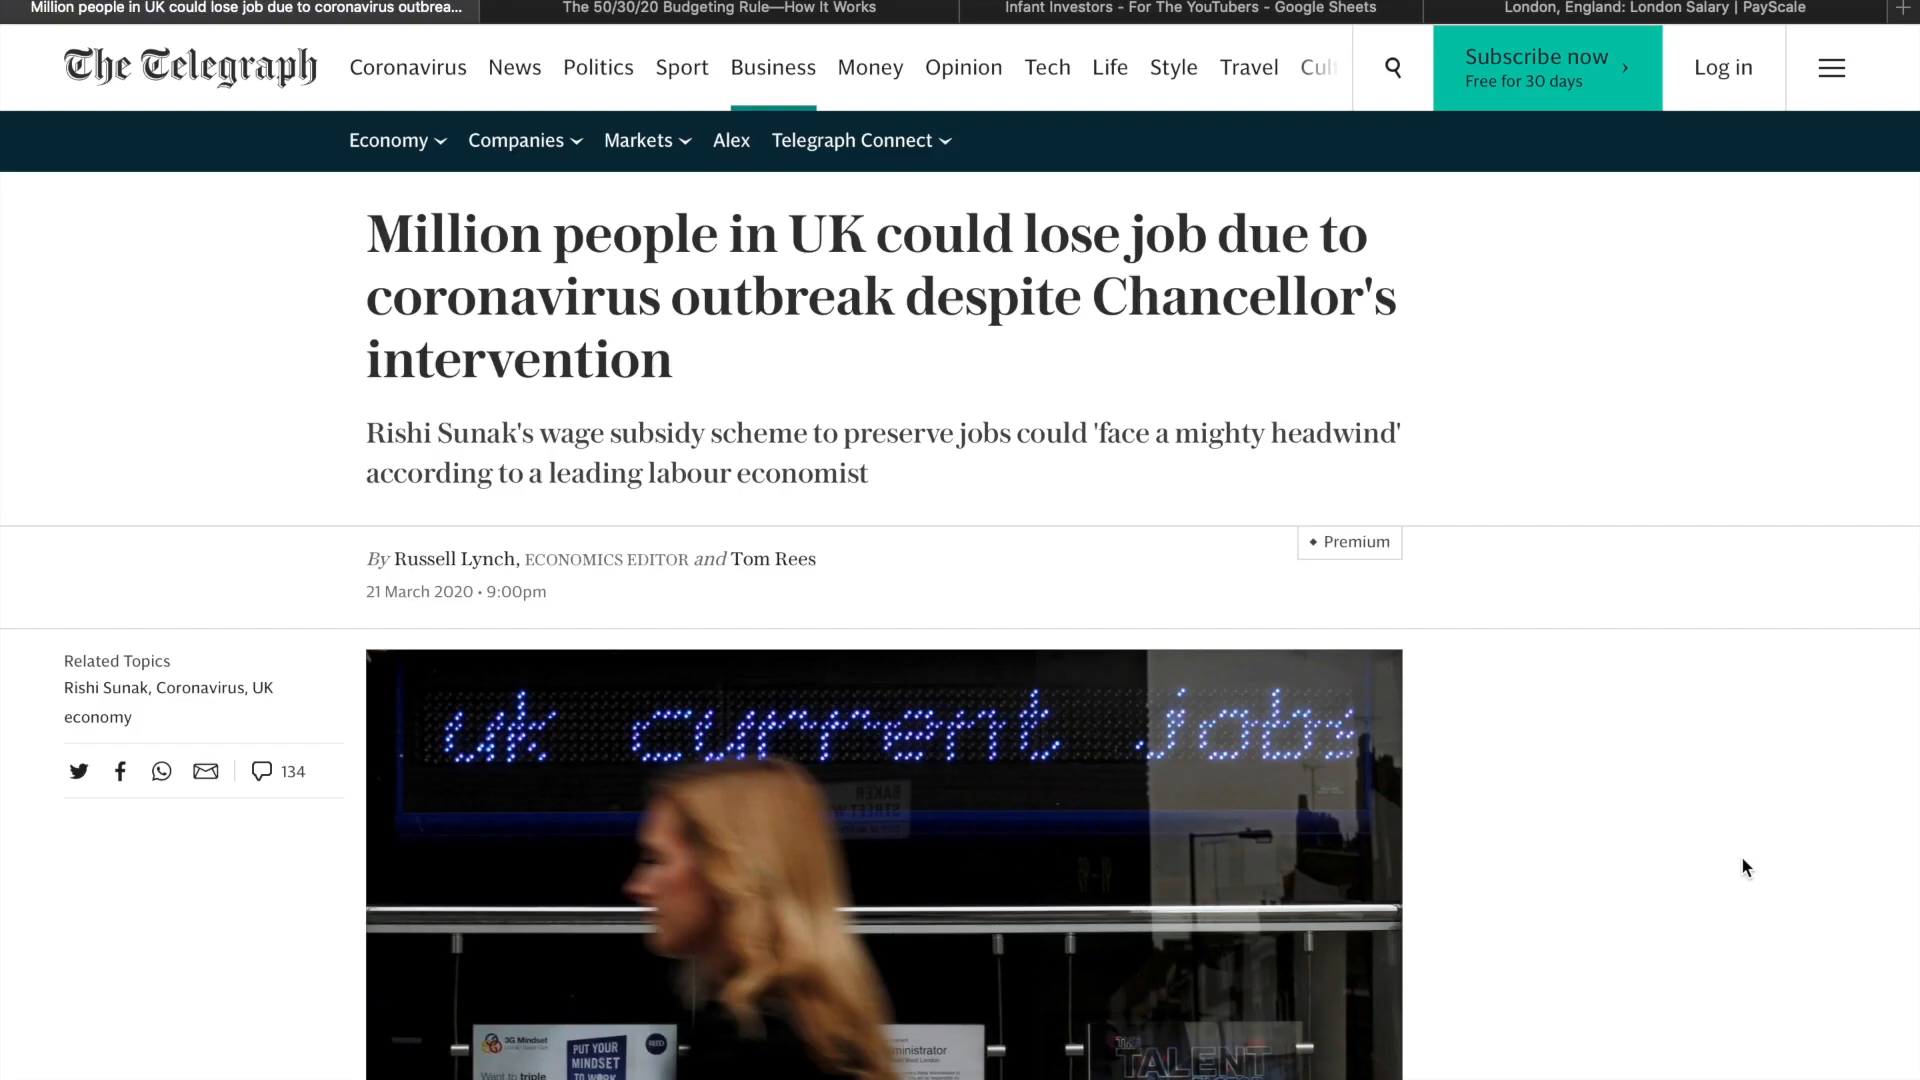 Million people in UK could lose job due to coronavirus outbrea...
The 50/30/20 Budgeting Rule—How It Works
Infant Investors - For The YouTubers - Google Sheets
London, England: London Salary | PayScale
The Telegraph
Coronavirus News Politics Sport Business Money Opinion Tech Life Style Travel Cult
Subscribe now
Free for 30 days
Log in
Economy Companies Markets Alex Telegraph Connect
Million people in UK could lose job due to
coronavirus outbreak despite Chancellor's
intervention
Rishi Sunak's wage subsidy scheme to preserve jobs could 'face a mighty headwind'
according to a leading labour economist
By Russell Lynch, ECONOMICS EDITOR and Tom Rees
Premium
21 March 2020 • 9:00pm
Related Topics
Rishi Sunak, Coronavirus, UK
economy
134
uk current jobs
BAKER
STREET W
3G Mindset
REED
PUT YOUR
MINDSET
TO WORK
Want to triple
ministrator
THE
TALENT